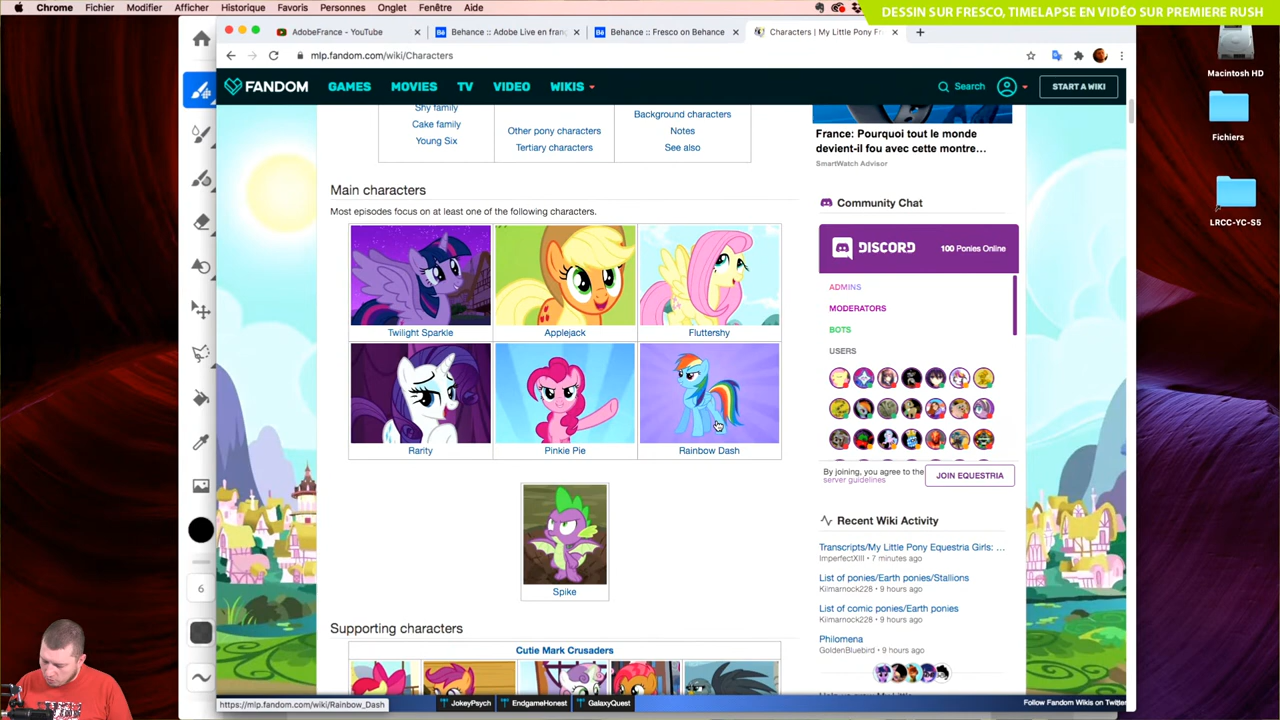 Chrome Fichier Modifier Afficher Historique Favoris Personnes Onglet Fenêtre Aide
DESSIN SUR FRESCO, TIMELAPSE EN VIDÉO SUR PREMIERE RUSH
AdobeFrance - YouTube
Behance :: Adobe Live en franç
Behance :: Fresco on Behance
Characters | My Little Pony Fr
mlp.fandom.com/wiki/Characters
Macintosh HD
FANDOM
GAMES MOVIES TV VIDEO WIKIS
Search
START A WIKI
Shy family
Cake family
Young Six
Other pony characters
Tertiary characters
Background characters
Notes
See also
France: Pourquoi tout le monde
devient-il fou avec cette montre…
SmartWatch Advisor
Fichiers
LRCC-YC-S5
Main characters
Most episodes focus on at least one of the following characters.
Twilight Sparkle
Applejack
Fluttershy
Rarity
Pinkie Pie
Rainbow Dash
Spike
Supporting characters
Cutie Mark Crusaders
Community Chat
DISCORD
100 Ponies Online
ADMINS
MODERATORS
BOTS
USERS
By joining, you agree to the
server guidelines
JOIN EQUESTRIA
Recent Wiki Activity
Transcripts/My Little Pony Equestria Girls: …
ImperfectXIII • 7 minutes ago
List of ponies/Earth ponies/Stallions
Kilmarnock228 • 9 hours ago
List of comic ponies/Earth ponies
Kilmarnock228 • 9 hours ago
Philomena
GoldenBluebird • 9 hours ago
6
https://mlp.fandom.com/wiki/Rainbow_Dash
JokeyPsych
EndgameHonest
GalaxyQuest
Follow Fandom Wikis on Twitter